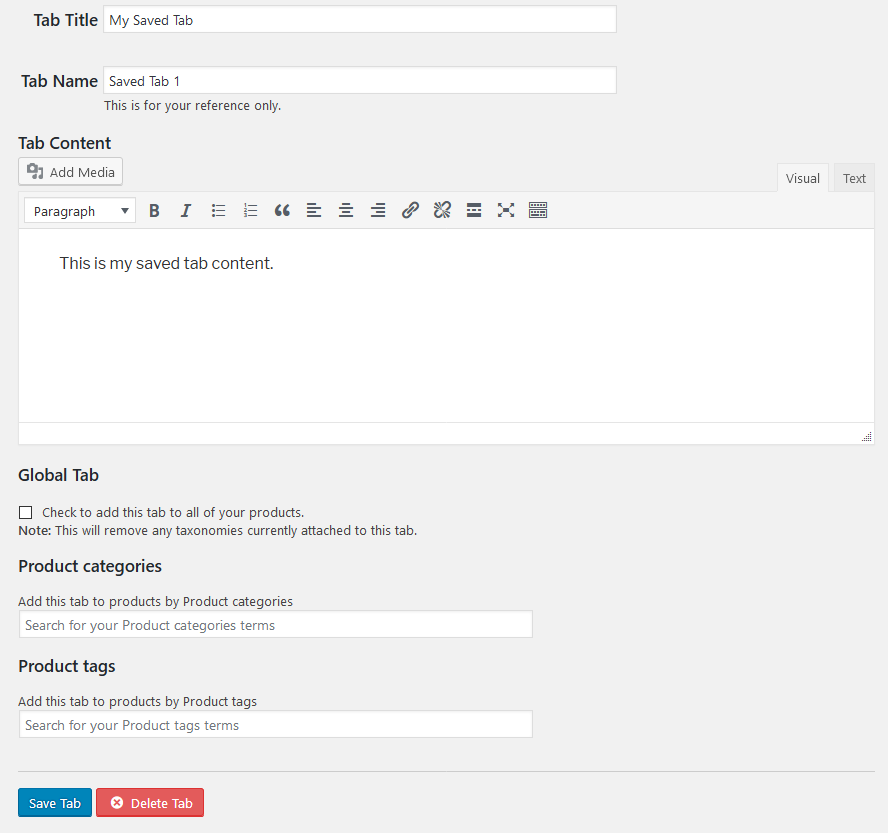 Tab Title My Saved Tab
Tab Name Saved Tab 1
This is for your reference only.
Tab Content
Add Media
Visual Text
Paragraph B I
This is my saved tab content.
Global Tab
Check to add this tab to all of your products.
Note: This will remove any taxonomies currently attached to this tab.
Product categories
Add this tab to products by Product categories
Search for your Product categories terms
Product tags
Add this tab to products by Product tags
Search for your Product tags terms
Save Tab Delete Tab